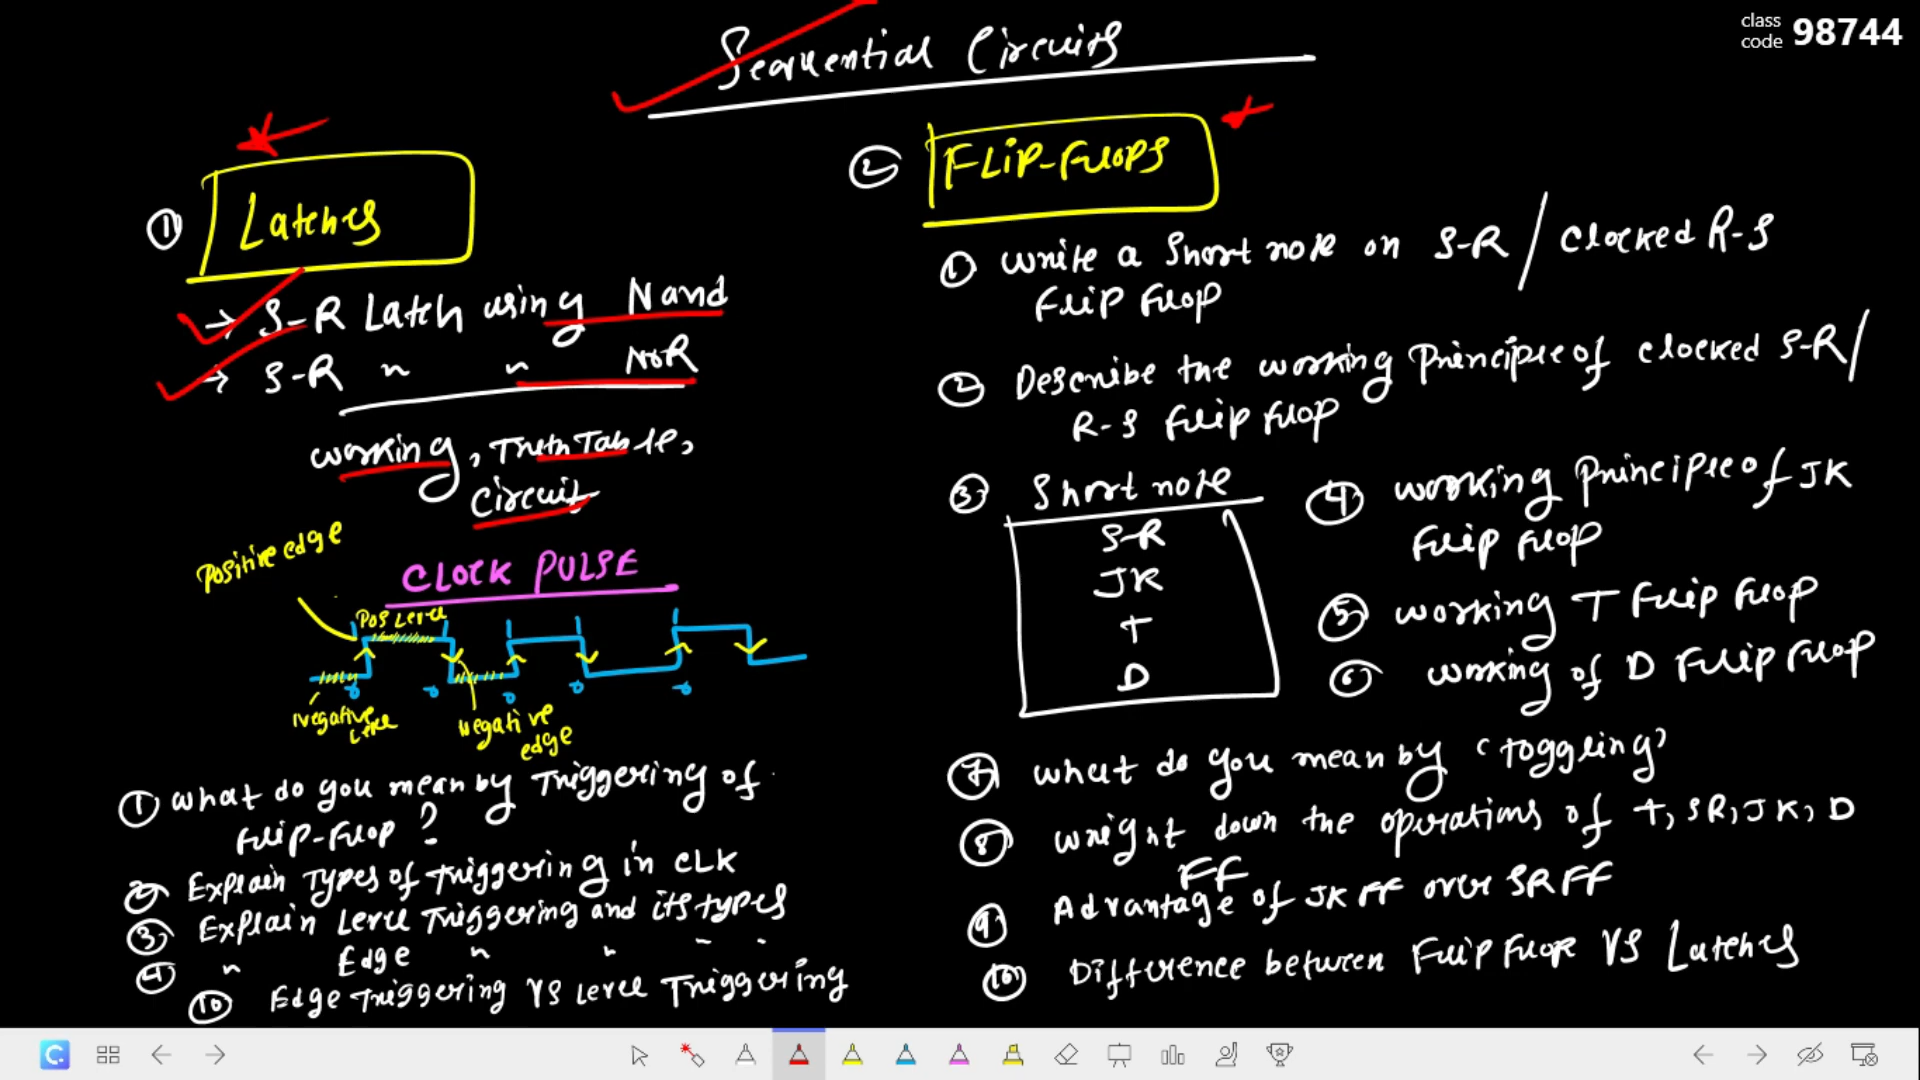 class code 98744
Sequential Circuits
① Latches
→ S-R Latch using Nand
→ S-R " " NOR
working, Truth Table,
Circuit
Positive edge
CLOCK PULSE
Pos Level
Negative
Level
Negative
edge
① What do you mean by Triggering of
flip-flop ?
② Explain Types of Triggering in CLK
③ Explain Level Triggering and its types
④ " Edge " " " "
⑩ Edge Triggering VS Level Triggering
② FLIP-FLOPS
① Write a Short note on S-R / Clocked R-S
Flip Flop
② Describe the working Principle of clocked S-R/
R-S Flip Flop
③ Short note
S-R
JK
T
D
④ working Principle of JK
Flip Flop
⑤ working T Flip Flop
⑥ working of D Flip Flop
⑦ What do you mean by 'toggling'
⑧ Wright down the operations of T, SR, JK, D
FF
⑨ Advantage of JK FF over SR FF
⑩ Difference between Flip Flop VS Latches